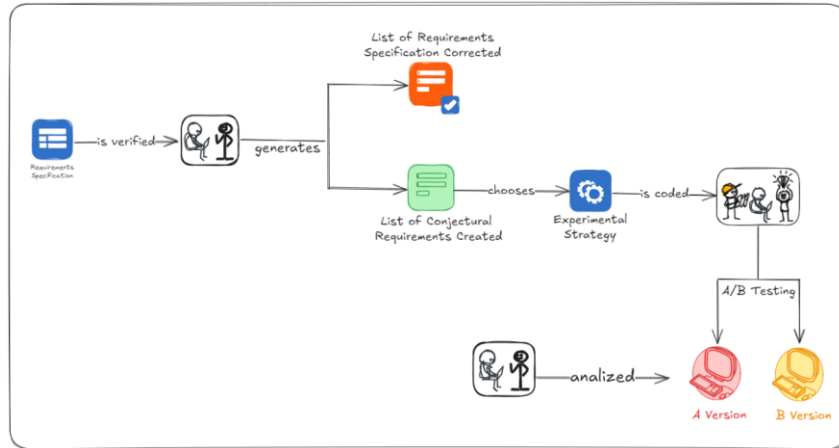 List of Requirements
Specification Corrected
is verified
generates
Requirements
Specification
List of Conjectural
Requirements Created
chooses
Experimental
Strategy
is coded
A/B Testing
analized
A Version
B Version